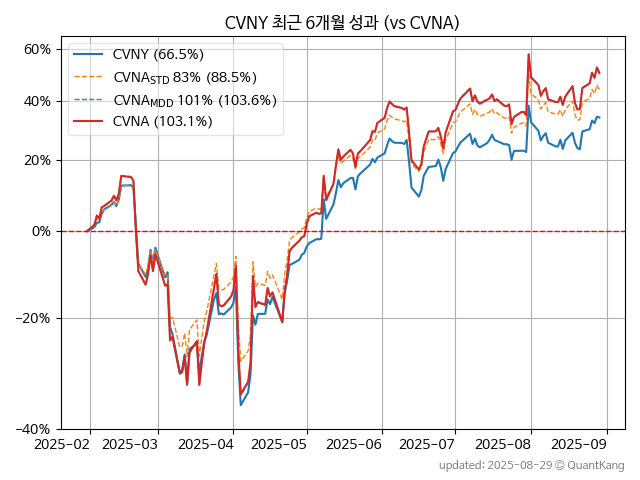 CVNY 최근 6개월 성과 (vs CVNA)
60%
40%
20%
0%
−20%
−40%
CVNY (66.5%)
CVNA_STD 83% (88.5%)
CVNA_MDD 101% (103.6%)
CVNA (103.1%)
2025-02 2025-03 2025-04 2025-05 2025-06 2025-07 2025-08 2025-09
updated: 2025-08-29 © QuantKang